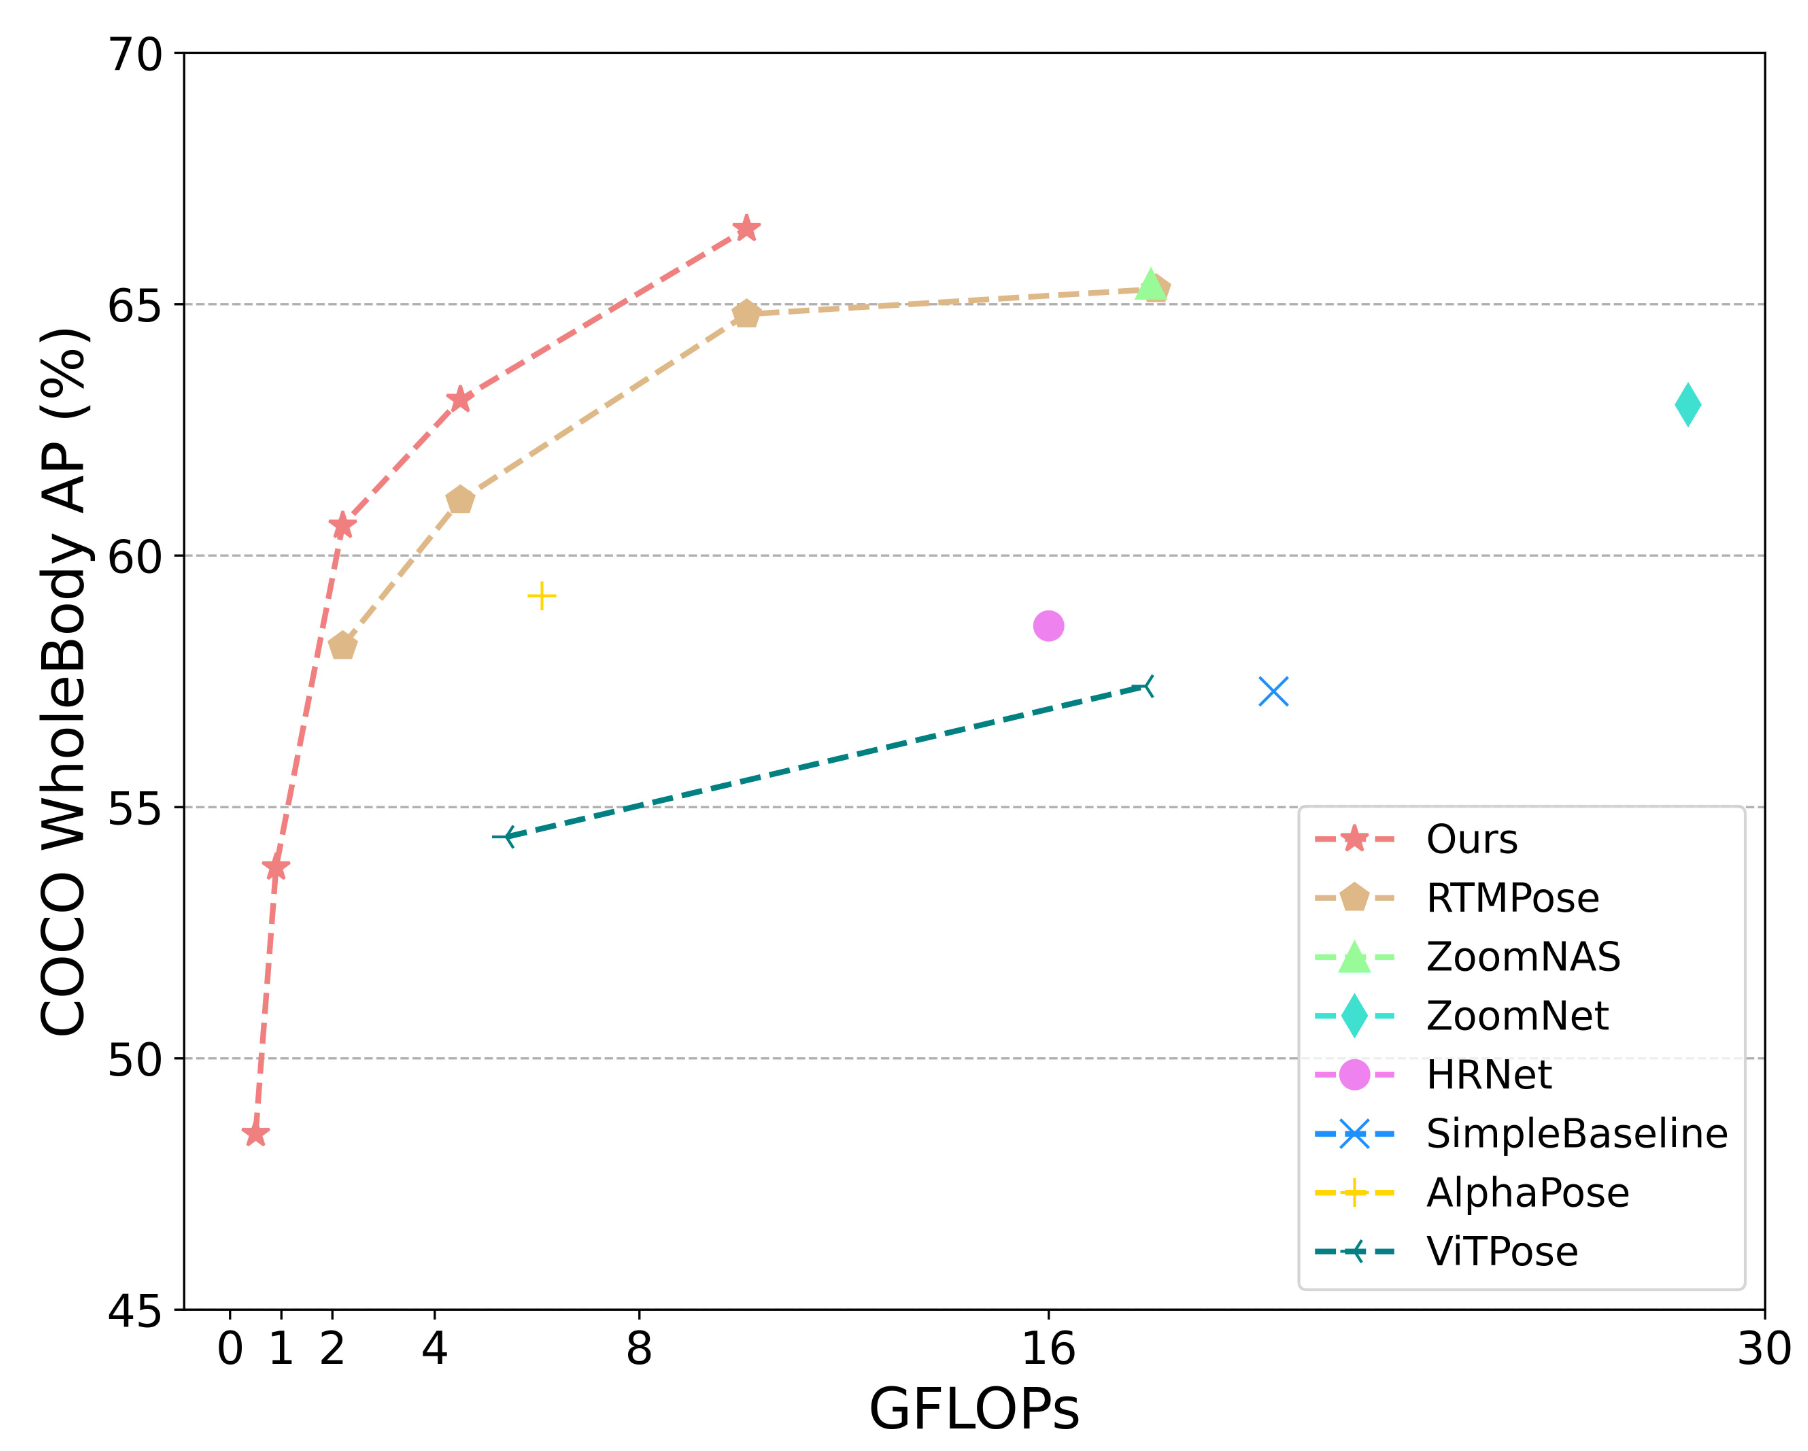 70
65
60
55
50
45
COCO WholeBody AP (%)
0 1 2 4 8 16 30
GFLOPs
Ours
RTMPose
ZoomNAS
ZoomNet
HRNet
SimpleBaseline
AlphaPose
ViTPose